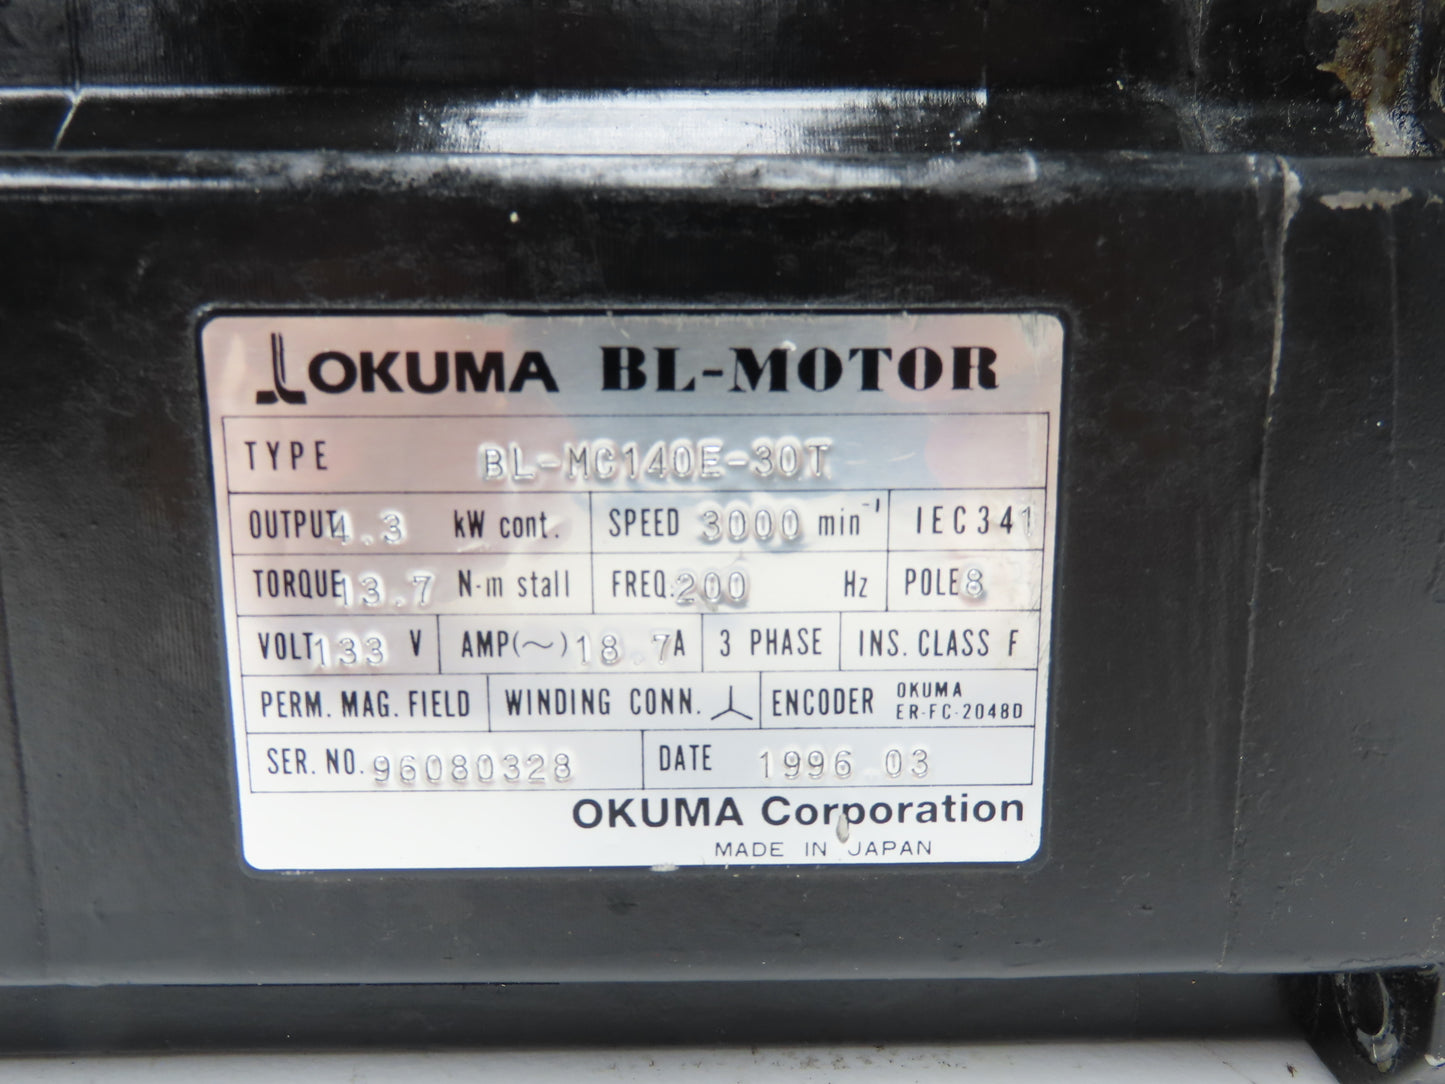 OKUMA BL-MOTOR
TYPE BL-MC140E-30T
OUTPUT 4.3 kW cont. SPEED 3000 min⁻¹ IEC341
TORQUE 13.7 N-m stall FREQ. 200 Hz POLE 8
VOLT 133 V AMP(~) 18.7 A 3 PHASE INS. CLASS F
PERM. MAG. FIELD WINDING CONN. ENCODER OKUMA
ER-FC-2048D
SER. NO. 96080328 DATE 1996 03
OKUMA Corporation
MADE IN JAPAN